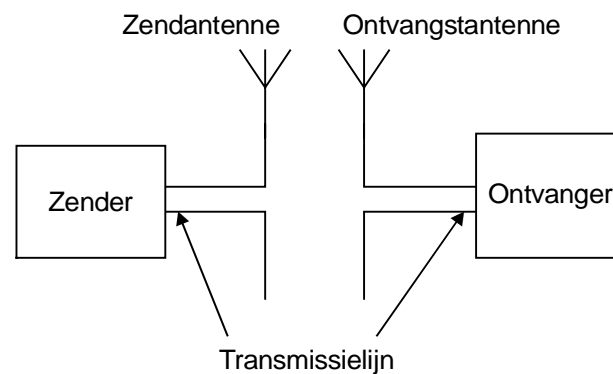 Zendantenne
Ontvangstantenne
Zender
Ontvanger
Transmissielijn